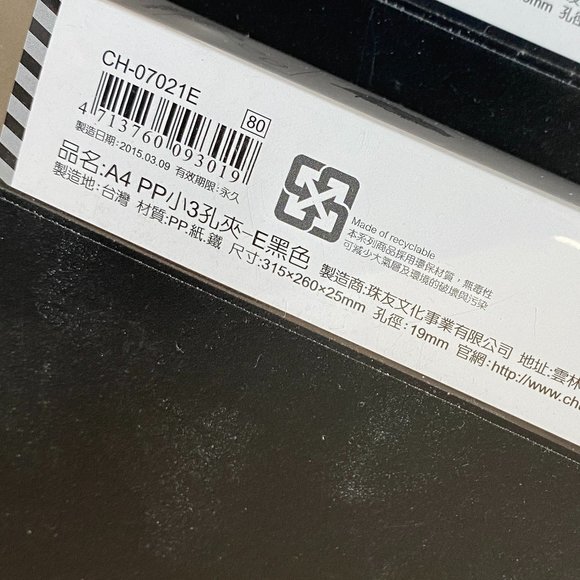 CH-07021E
80
4 713760 093019
製造日期:2015.03.09 有效期限:永久
品名:A4 PP小3孔夾-E黑色
製造地:台灣 材質:PP.紙.鐵 尺寸:315×260×25mm 孔徑:19mm 官網:http://www.cha
Made of recyclable
本系列商品採用環保材質,無毒性
可減少大氣層及環境的破壞與污染
製造商:珠友文化事業有限公司 地址:雲林